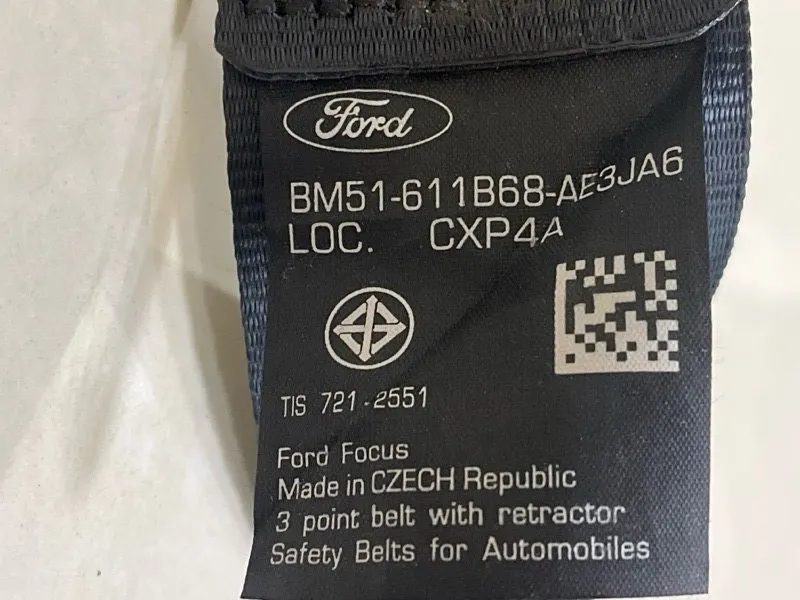 Ford
BM51-611B68-AE3JA6
LOC. CXP4A
TIS 721-2551
Ford Focus
Made in CZECH Republic
3 point belt with retractor
Safety Belts for Automobiles